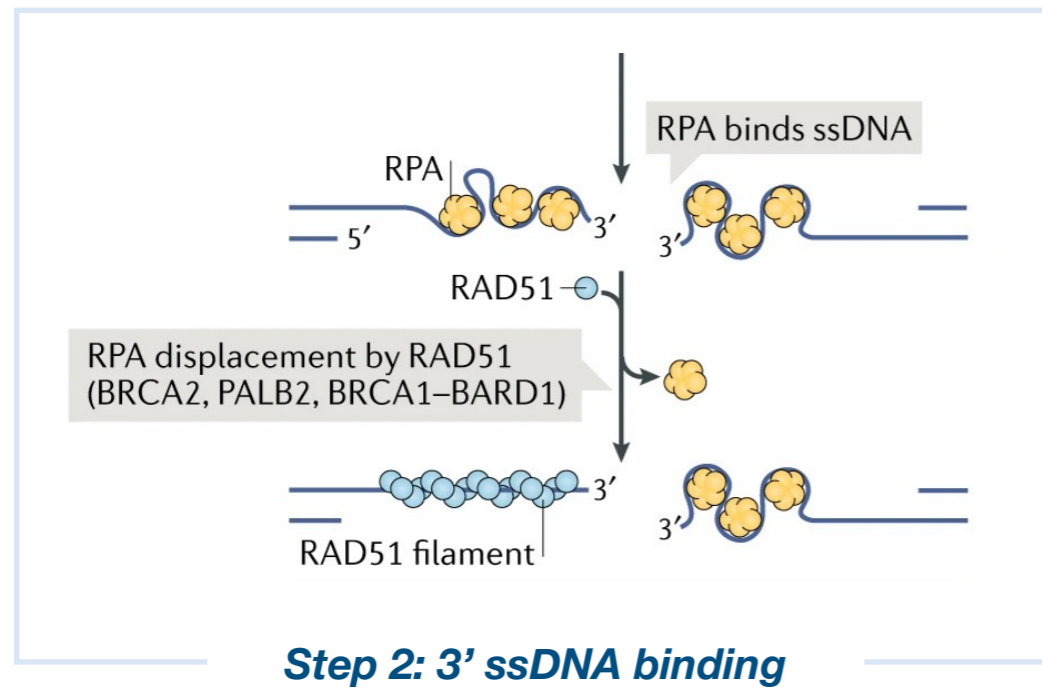 RPA binds ssDNA
RPA
3′
5′
3′
RAD51
RPA displacement by RAD51
(BRCA2, PALB2, BRCA1–BARD1)
3′
3′
RAD51 filament
Step 2: 3’ ssDNA binding